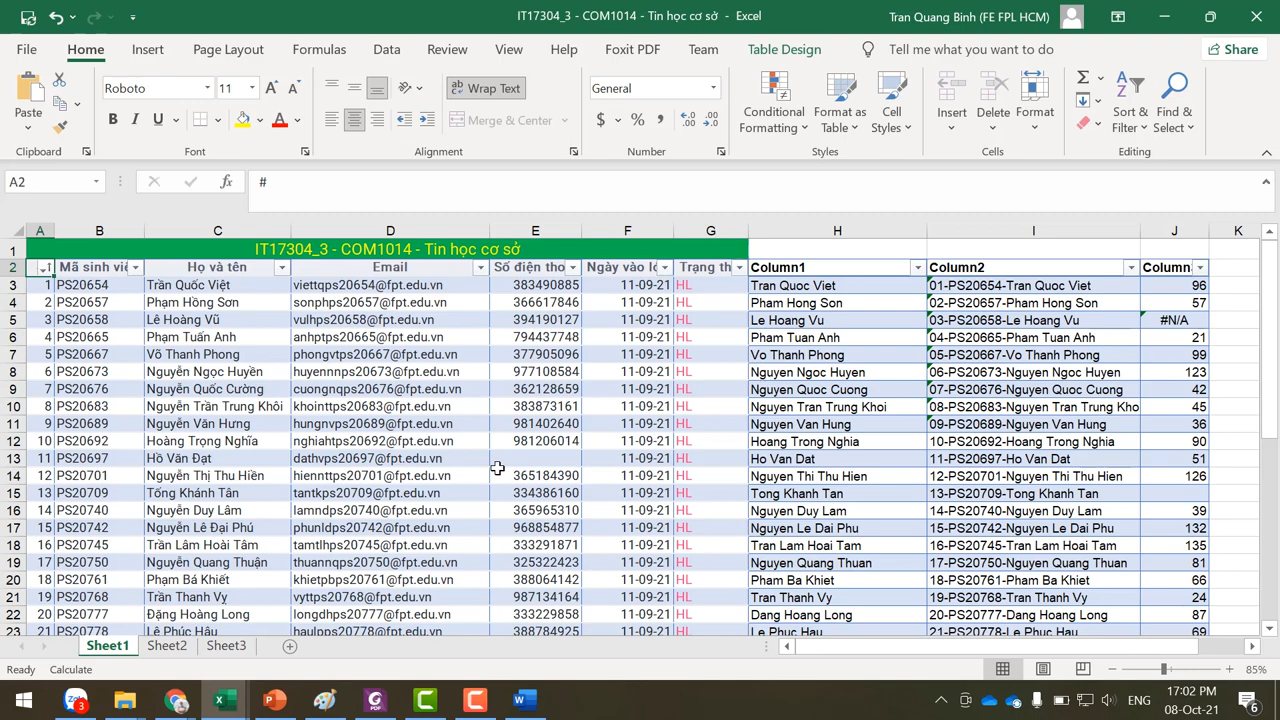 IT17304_3 - COM1014 - Tin học cơ sở - Excel
Tran Quang Binh (FE FPL HCM)
File Home Insert Page Layout Formulas Data Review View Help Foxit PDF Team Table Design Tell me what you want to do Share
Paste
Roboto 11
B I U
Wrap Text
Merge & Center
General
$ % ,
Conditional Formatting
Format as Table
Cell Styles
Insert Delete Format
Sort & Filter
Find & Select
Clipboard Font Alignment Number Styles Cells Editing
A2 fx #
A B C D E F G H I J K
1 IT17304_3 - COM1014 - Tin học cơ sở
2 Mã sinh viê Họ và tên Email Số điện tho Ngày vào lớ Trạng th Column1 Column2 Column
3 1 PS20654 Trần Quốc Việt viettqps20654@fpt.edu.vn 383490885 11-09-21 HL Tran Quoc Viet 01-PS20654-Tran Quoc Viet 96
4 2 PS20657 Phạm Hồng Sơn sonphps20657@fpt.edu.vn 366617846 11-09-21 HL Pham Hong Son 02-PS20657-Pham Hong Son 57
5 3 PS20658 Lê Hoàng Vũ vulhps20658@fpt.edu.vn 394190127 11-09-21 HL Le Hoang Vu 03-PS20658-Le Hoang Vu #N/A
6 4 PS20665 Phạm Tuấn Anh anhptps20665@fpt.edu.vn 794437748 11-09-21 HL Pham Tuan Anh 04-PS20665-Pham Tuan Anh 21
7 5 PS20667 Võ Thanh Phong phongvtps20667@fpt.edu.vn 377905096 11-09-21 HL Vo Thanh Phong 05-PS20667-Vo Thanh Phong 99
8 6 PS20673 Nguyễn Ngọc Huyền huyennnps20673@fpt.edu.vn 977108584 11-09-21 HL Nguyen Ngoc Huyen 06-PS20673-Nguyen Ngoc Huyen 123
9 7 PS20676 Nguyễn Quốc Cường cuongnqps20676@fpt.edu.vn 362128659 11-09-21 HL Nguyen Quoc Cuong 07-PS20676-Nguyen Quoc Cuong 42
10 8 PS20683 Nguyễn Trần Trung Khôi khointtps20683@fpt.edu.vn 383873161 11-09-21 HL Nguyen Tran Trung Khoi 08-PS20683-Nguyen Tran Trung Kho 45
11 9 PS20689 Nguyễn Văn Hưng hungnvps20689@fpt.edu.vn 981402640 11-09-21 HL Nguyen Van Hung 09-PS20689-Nguyen Van Hung 36
12 10 PS20692 Hoàng Trọng Nghĩa nghiahtps20692@fpt.edu.vn 981206014 11-09-21 HL Hoang Trong Nghia 10-PS20692-Hoang Trong Nghia 90
13 11 PS20697 Hồ Văn Đạt dathvps20697@fpt.edu.vn 11-09-21 HL Ho Van Dat 11-PS20697-Ho Van Dat 51
14 12 PS20701 Nguyễn Thị Thu Hiền hiennttps20701@fpt.edu.vn 365184390 11-09-21 HL Nguyen Thi Thu Hien 12-PS20701-Nguyen Thi Thu Hien 126
15 13 PS20709 Tống Khánh Tân tantkps20709@fpt.edu.vn 334386160 11-09-21 HL Tong Khanh Tan 13-PS20709-Tong Khanh Tan
16 14 PS20740 Nguyễn Duy Lâm lamndps20740@fpt.edu.vn 365965310 11-09-21 HL Nguyen Duy Lam 14-PS20740-Nguyen Duy Lam 39
17 15 PS20742 Nguyễn Lê Đại Phú phunldps20742@fpt.edu.vn 968854877 11-09-21 HL Nguyen Le Dai Phu 15-PS20742-Nguyen Le Dai Phu 132
18 16 PS20745 Trần Lâm Hoài Tâm tamtlhps20745@fpt.edu.vn 333291871 11-09-21 HL Tran Lam Hoai Tam 16-PS20745-Tran Lam Hoai Tam 135
19 17 PS20750 Nguyễn Quang Thuận thuannqps20750@fpt.edu.vn 325322423 11-09-21 HL Nguyen Quang Thuan 17-PS20750-Nguyen Quang Thuan 81
20 18 PS20761 Phạm Bá Khiết khietpbps20761@fpt.edu.vn 388064142 11-09-21 HL Pham Ba Khiet 18-PS20761-Pham Ba Khiet 66
21 19 PS20768 Trần Thanh Vỵ vyttps20768@fpt.edu.vn 987134164 11-09-21 HL Tran Thanh Vy 19-PS20768-Tran Thanh Vy 24
22 20 PS20777 Đặng Hoàng Long longdhps20777@fpt.edu.vn 333229858 11-09-21 HL Dang Hoang Long 20-PS20777-Dang Hoang Long 87
23 21 PS20778 Lê Phúc Hậu haulpps20778@fpt.edu.vn 388784925 11-09-21 HL Le Phuc Hau 21-PS20778-Le Phuc Hau 69
Sheet1 Sheet2 Sheet3
Ready Calculate 85%
Zalo 3
ENG
17:02 PM
08-Oct-21
6